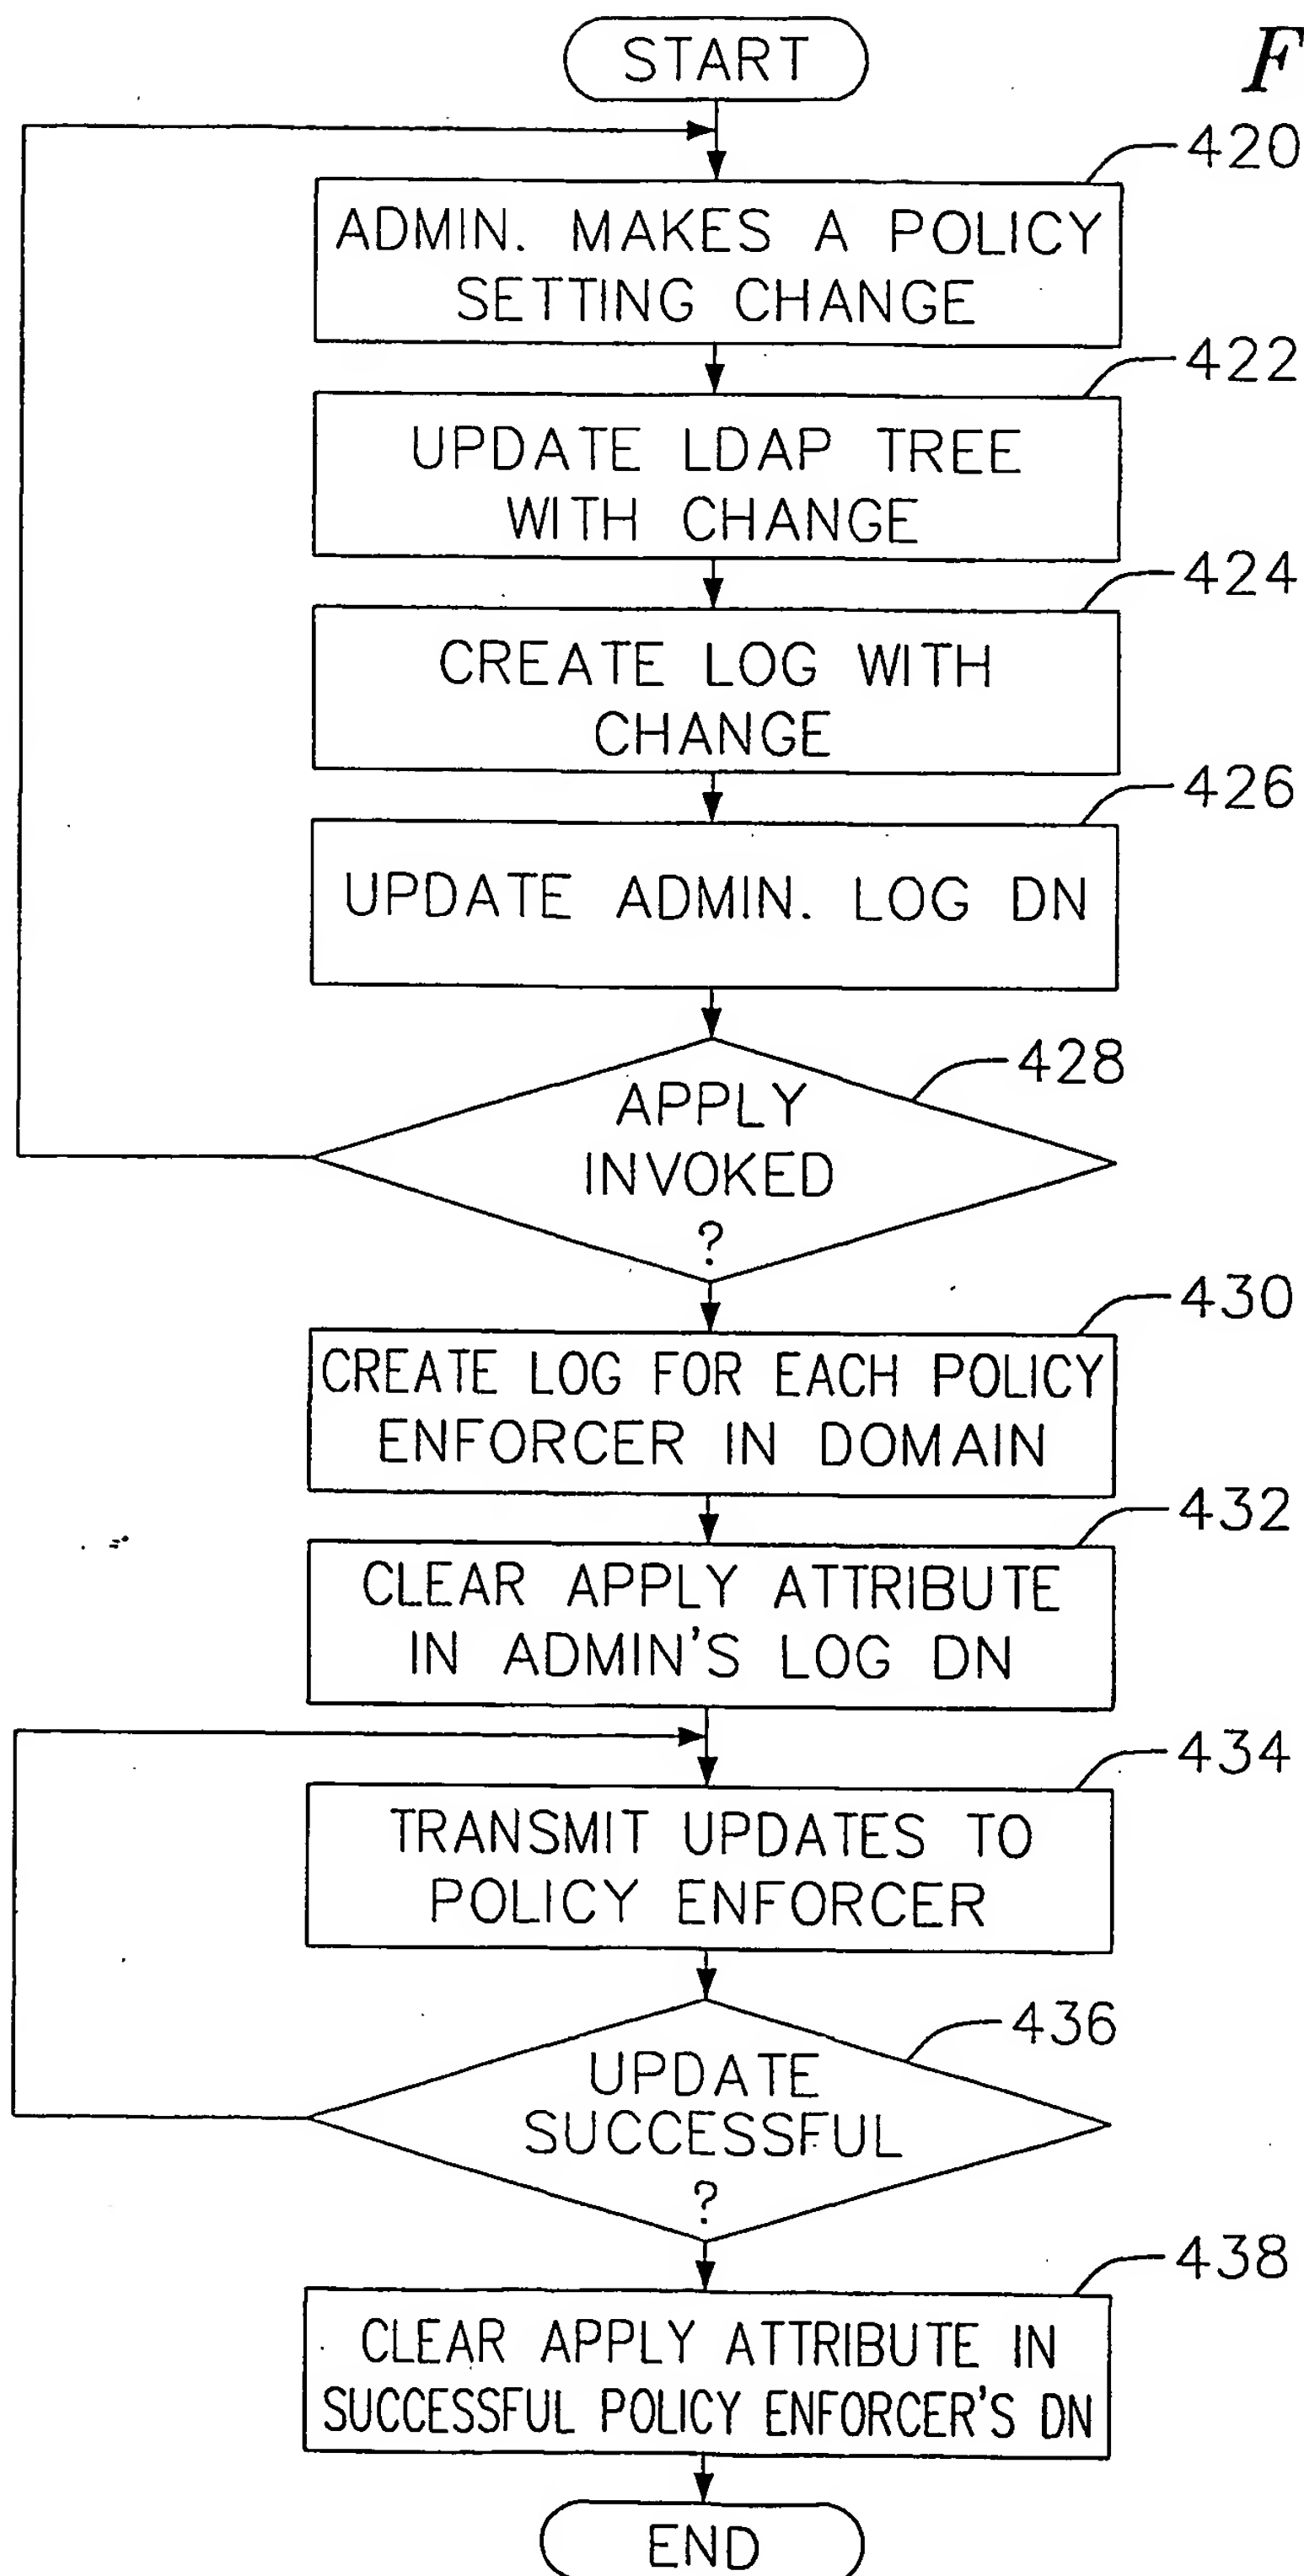 START
F
420
ADMIN. MAKES A POLICY
SETTING CHANGE
422
UPDATE LDAP TREE
WITH CHANGE
424
CREATE LOG WITH
CHANGE
426
UPDATE ADMIN. LOG DN
428
APPLY
INVOKED
?
430
CREATE LOG FOR EACH POLICY
ENFORCER IN DOMAIN
432
CLEAR APPLY ATTRIBUTE
IN ADMIN'S LOG DN
434
TRANSMIT UPDATES TO
POLICY ENFORCER
436
UPDATE
SUCCESSFUL
?
438
CLEAR APPLY ATTRIBUTE IN
SUCCESSFUL POLICY ENFORCER'S DN
END